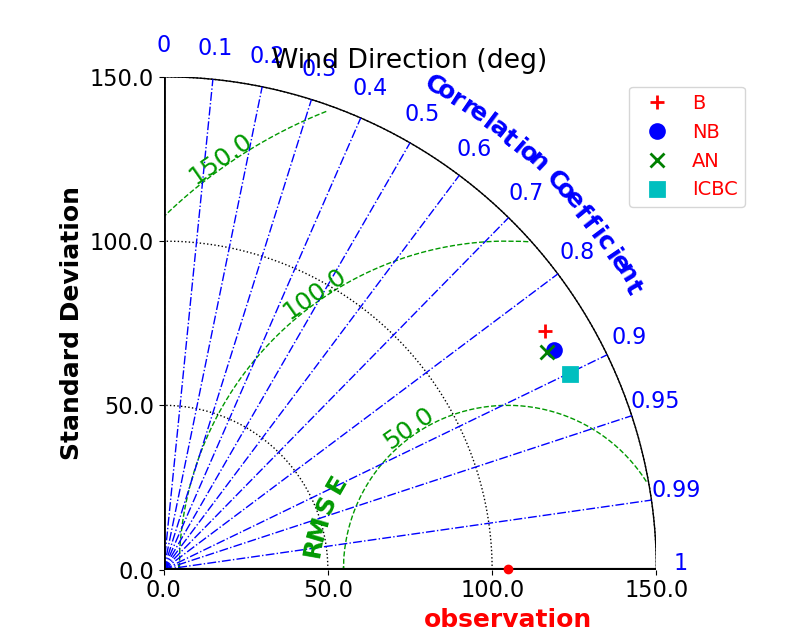 Wind Direction (deg)
0
0.1
0.2
0.3
0.4
0.5
0.6
0.7
0.8
0.9
0.95
0.99
1
Correlation Coefficient
B
NB
AN
ICBC
Standard Deviation
150.0
100.0
50.0
0.0
150.0
100.0
50.0
RMSE
0.0
50.0
100.0
150.0
observation